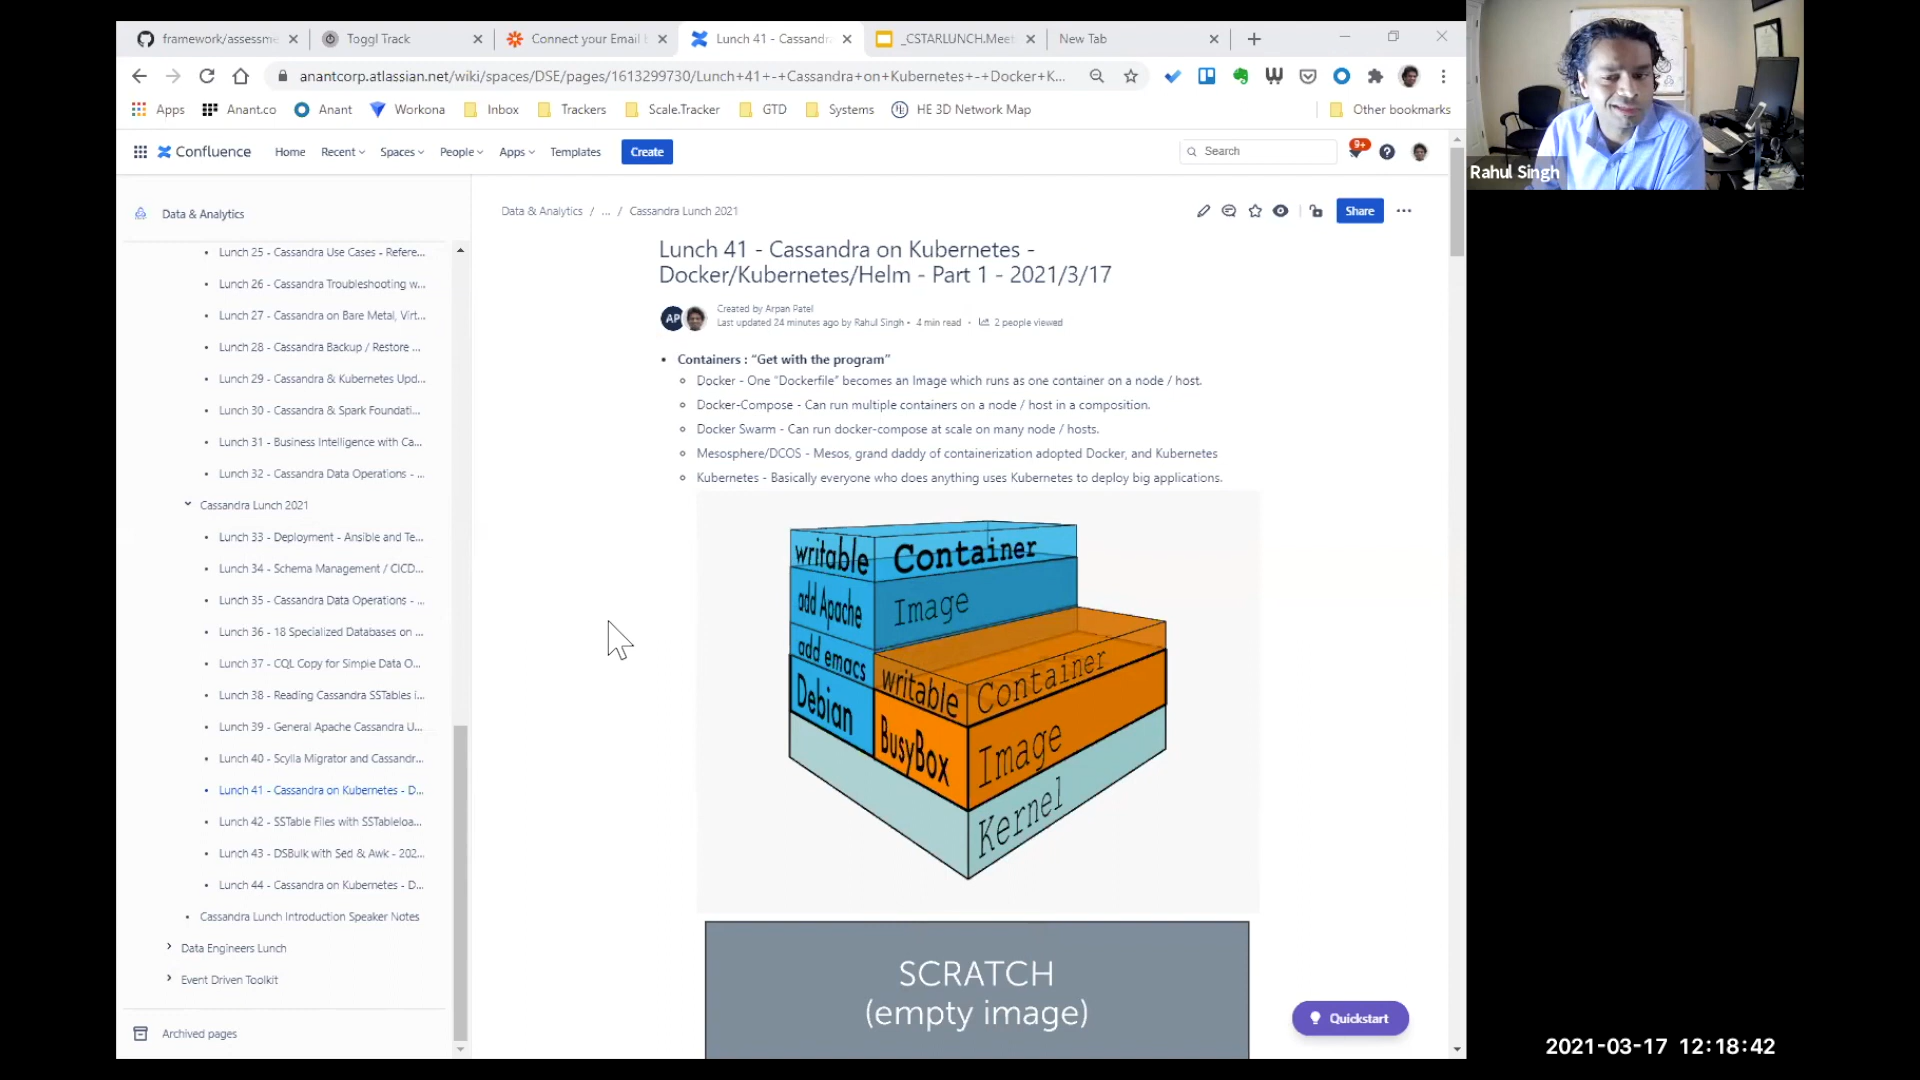 framework/assessme
Toggl Track
Connect your Email
Lunch 41 - Cassandr
_CSTARLUNCH.Meet
New Tab
anantcorp.atlassian.net/wiki/spaces/DSE/pages/1613299730/Lunch+41+-+Cassandra+on+Kubernetes+-+Docker+K...
Apps
Anant.co
Anant
Workona
Inbox
Trackers
Scale.Tracker
GTD
Systems
HE 3D Network Map
Other bookmarks
Confluence
Home
Recent
Spaces
People
Apps
Templates
Create
Search
9+
Rahul Singh
Data & Analytics
Lunch 25 - Cassandra Use Cases - Refere...
Lunch 26 - Cassandra Troubleshooting w...
Lunch 27 - Cassandra on Bare Metal, Virt...
Lunch 28 - Cassandra Backup / Restore ...
Lunch 29 - Cassandra & Kubernetes Upd...
Lunch 30 - Cassandra & Spark Foundati...
Lunch 31 - Business Intelligence with Ca...
Lunch 32 - Cassandra Data Operations - ...
Cassandra Lunch 2021
Lunch 33 - Deployment - Ansible and Te...
Lunch 34 - Schema Management / CICD...
Lunch 35 - Cassandra Data Operations - ...
Lunch 36 - 18 Specialized Databases on ...
Lunch 37 - CQL Copy for Simple Data O...
Lunch 38 - Reading Cassandra SSTables i...
Lunch 39 - General Apache Cassandra U...
Lunch 40 - Scylla Migrator and Cassandr...
Lunch 41 - Cassandra on Kubernetes - D...
Lunch 42 - SSTable Files with SSTableloa...
Lunch 43 - DSBulk with Sed & Awk - 202...
Lunch 44 - Cassandra on Kubernetes - D...
Cassandra Lunch Introduction Speaker Notes
Data Engineers Lunch
Event Driven Toolkit
Archived pages
Data & Analytics / ... / Cassandra Lunch 2021
Share
Lunch 41 - Cassandra on Kubernetes -
Docker/Kubernetes/Helm - Part 1 - 2021/3/17
AP
Created by Arpan Patel
Last updated 24 minutes ago by Rahul Singh • 4 min read • 2 people viewed
Containers : “Get with the program”
Docker - One “Dockerfile” becomes an Image which runs as one container on a node / host.
Docker-Compose - Can run multiple containers on a node / host in a composition.
Docker Swarm - Can run docker-compose at scale on many node / hosts.
Mesosphere/DCOS - Mesos, grand daddy of containerization adopted Docker, and Kubernetes
Kubernetes - Basically everyone who does anything uses Kubernetes to deploy big applications.
writable Container
add Apache Image
add emacs
Debian
writable Container
BusyBox Image
Kernel
SCRATCH
(empty image)
Quickstart
2021-03-17 12:18:42